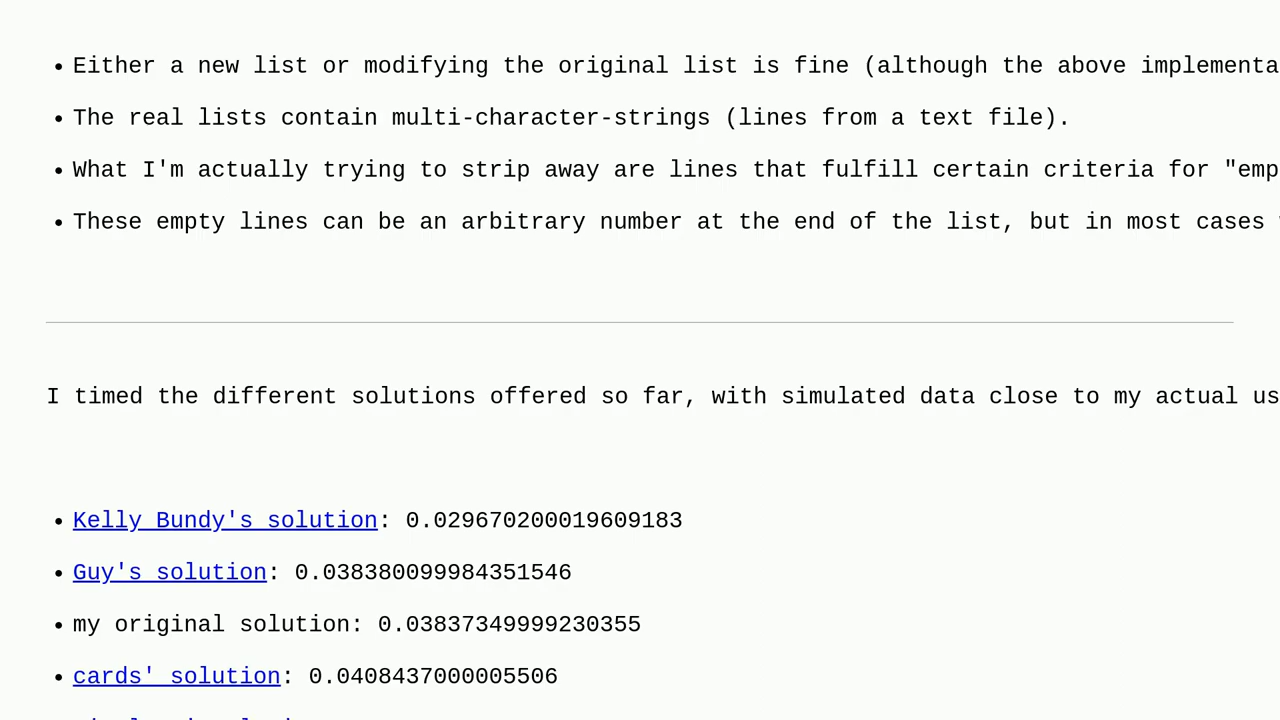 • Either a new list or modifying the original list is fine (although the above implementa
• The real lists contain multi-character-strings (lines from a text file).
• What I'm actually trying to strip away are lines that fulfill certain criteria for "emp
• These empty lines can be an arbitrary number at the end of the list, but in most cases
I timed the different solutions offered so far, with simulated data close to my actual us
• Kelly Bundy's solution: 0.029670200019609183
• Guy's solution: 0.038380099984351546
• my original solution: 0.03837349999230355
• cards' solution: 0.0408437000005506